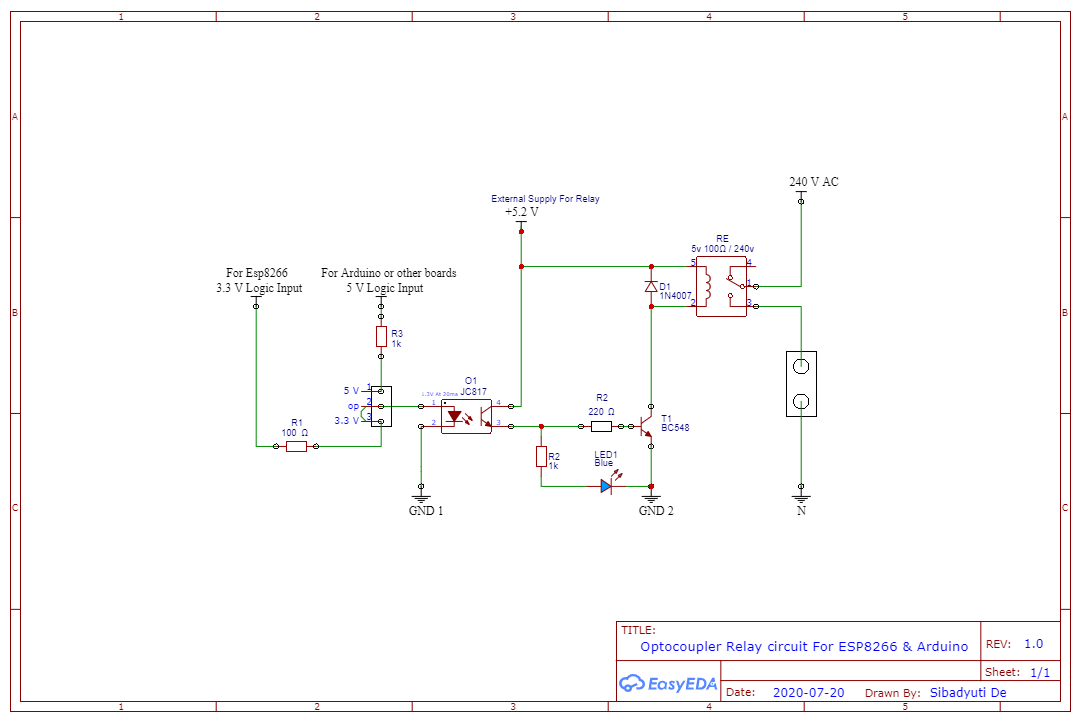 1 2 3 4 5
A A
B B
C C
240 V AC
External Supply For Relay
+5.2 V
RE
5v 100Ω / 240v
5 4
1
2 3
D1
1N4007
For Esp8266
3.3 V Logic Input
For Arduino or other boards
5 V Logic Input
R3
1k
5 V 1
op 2
3.3 V 3
O1
1.3V At 20ma JC817
1 4
2 3
R1
100 Ω
R2
220 Ω
T1
BC548
R2
1k
LED1
Blue
GND 1
GND 2
N
TITLE:
Optocoupler Relay circuit For ESP8266 & Arduino
REV: 1.0
Sheet: 1/1
EasyEDA
Date: 2020-07-20 Drawn By: Sibadyuti De
1 2 3 4 5